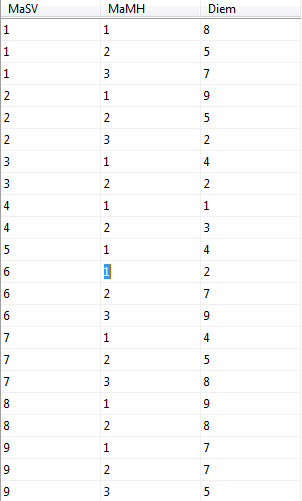 MaSV MaMH Diem
1 1 8
1 2 5
1 3 7
2 1 9
2 2 5
2 3 2
3 1 4
3 2 2
4 1 1
4 2 3
5 1 4
6 1 2
6 2 7
6 3 9
7 1 4
7 2 5
7 3 8
8 1 9
8 2 8
9 1 7
9 2 7
9 3 5